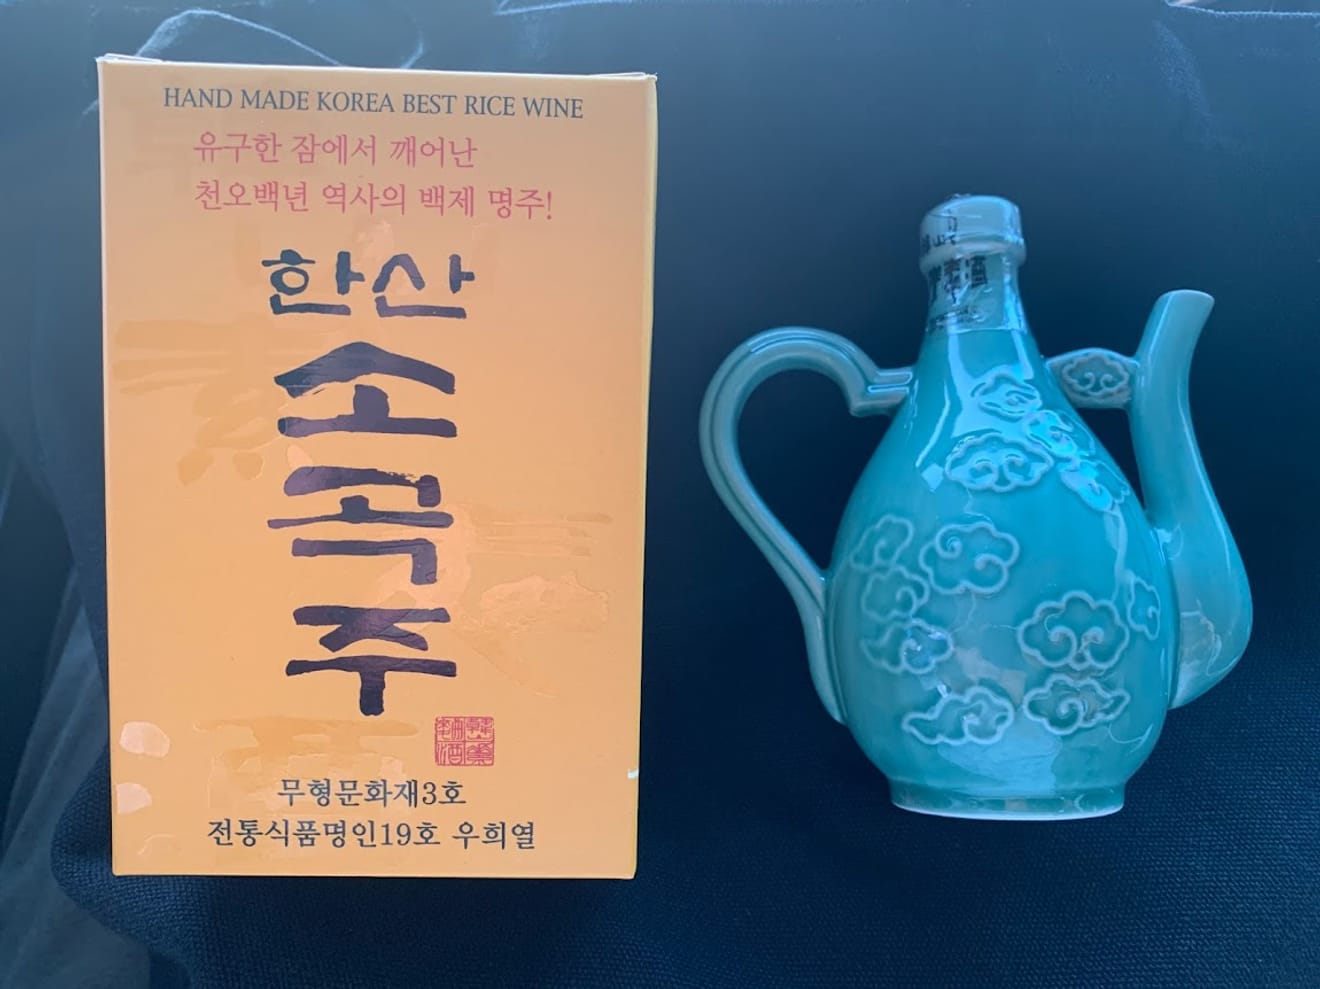 HAND MADE KOREA BEST RICE WINE
유구한 잠에서 깨어난
천오백년 역사의 백제 명주!
한산
소
곡
주
무형문화재3호
전통식품명인19호 우희열